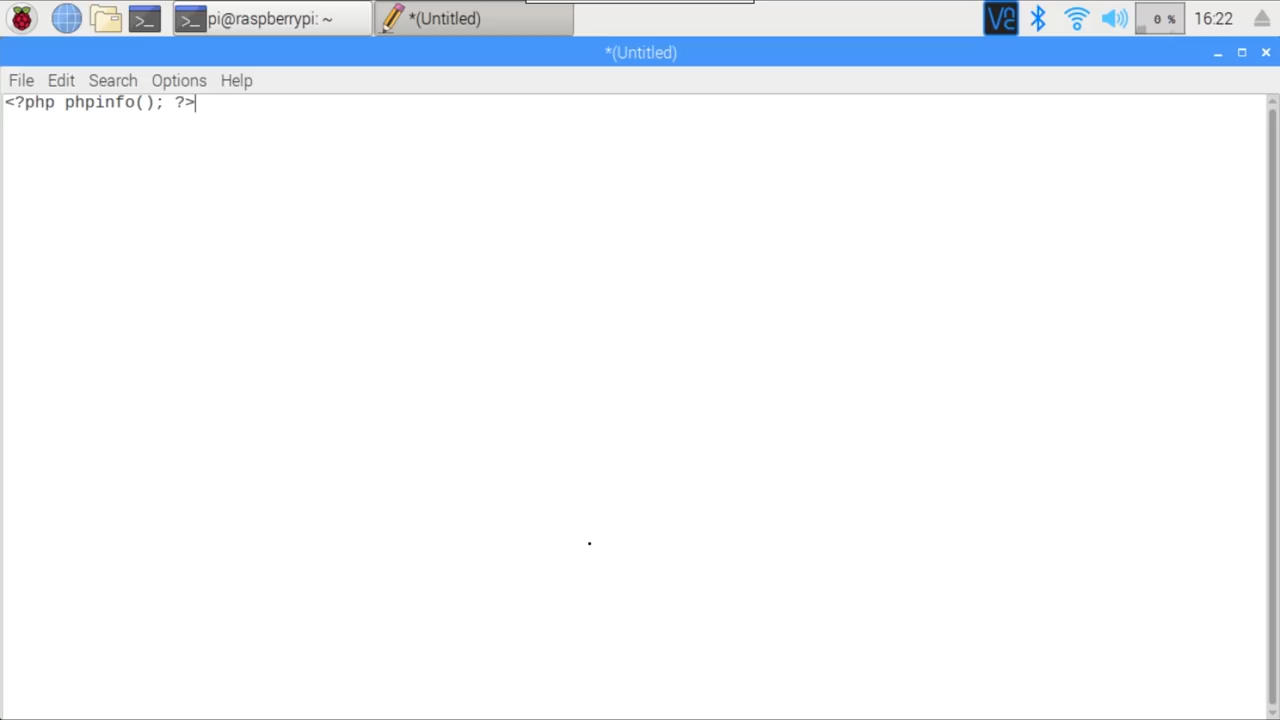 pi@raspberrypi: ~
*(Untitled)
0 %
16:22
*(Untitled)
File Edit Search Options Help
<?php phpinfo(); ?>